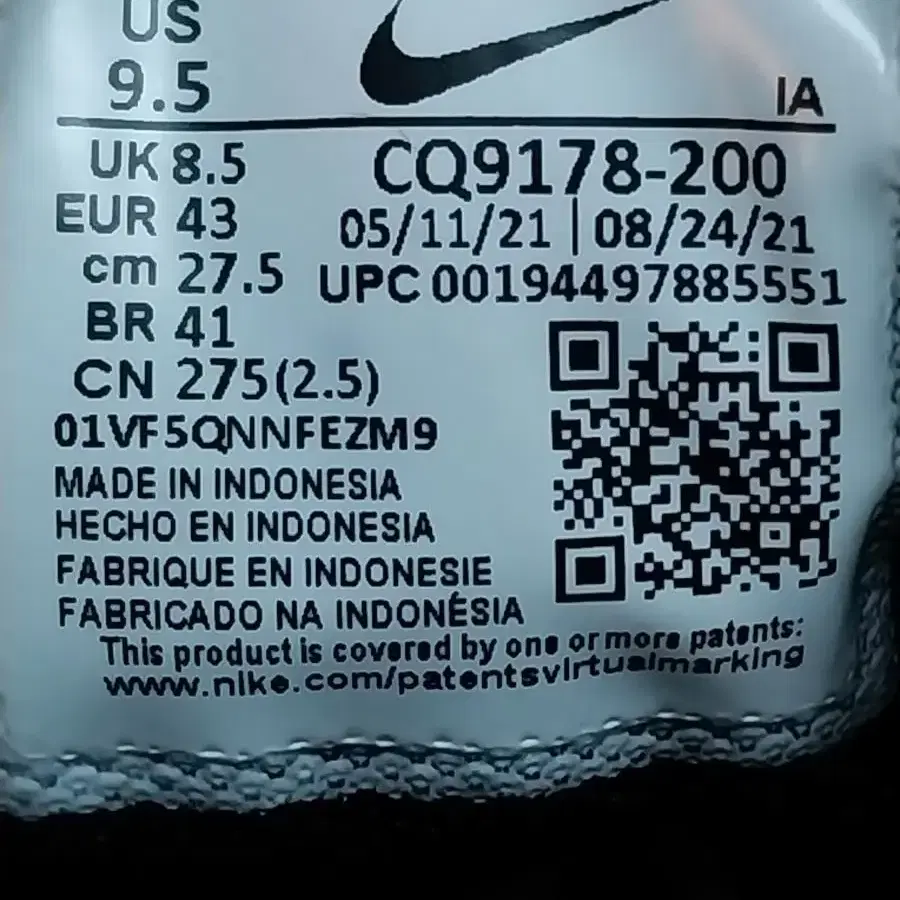 US
9.5
IA
UK 8.5
EUR 43
cm 27.5
BR 41
CN 275(2.5)
CQ9178-200
05/11/21 | 08/24/21
UPC 00194497885551
01VF5QNNFEZM9
MADE IN INDONESIA
HECHO EN INDONESIA
FABRIQUE EN INDONESIE
FABRICADO NA INDONÉSIA
This product is covered by one or more patents:
www.nike.com/patentsvirtualmarking